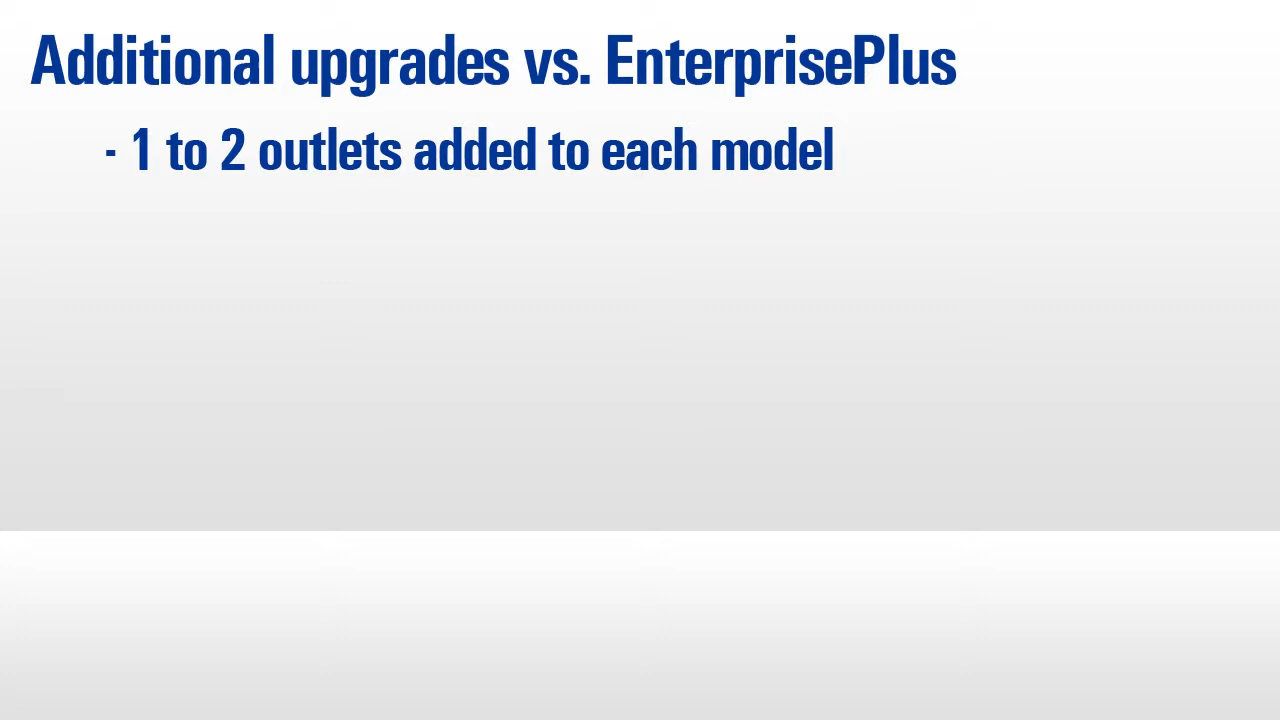 Additional upgrades vs. EnterprisePlus
- 1 to 2 outlets added to each model